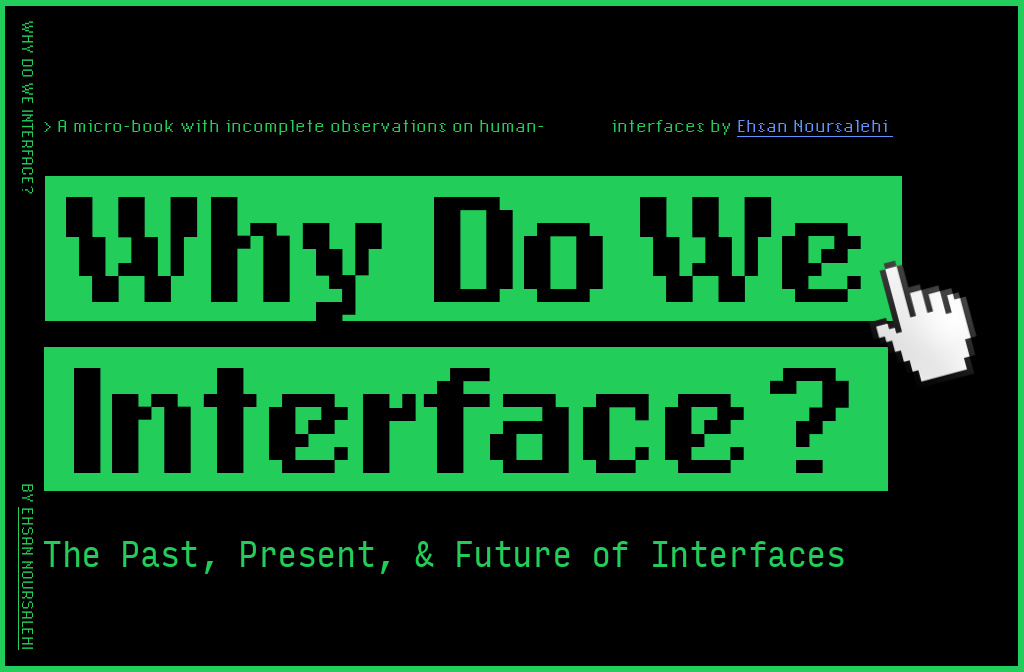 WHY DO WE INTERFACE?
> A micro-book with incomplete observations on human- interfaces by Ehsan Noursalehi
Why Do We
Interface?
The Past, Present, & Future of Interfaces
BY EHSAN NOURSALEHI